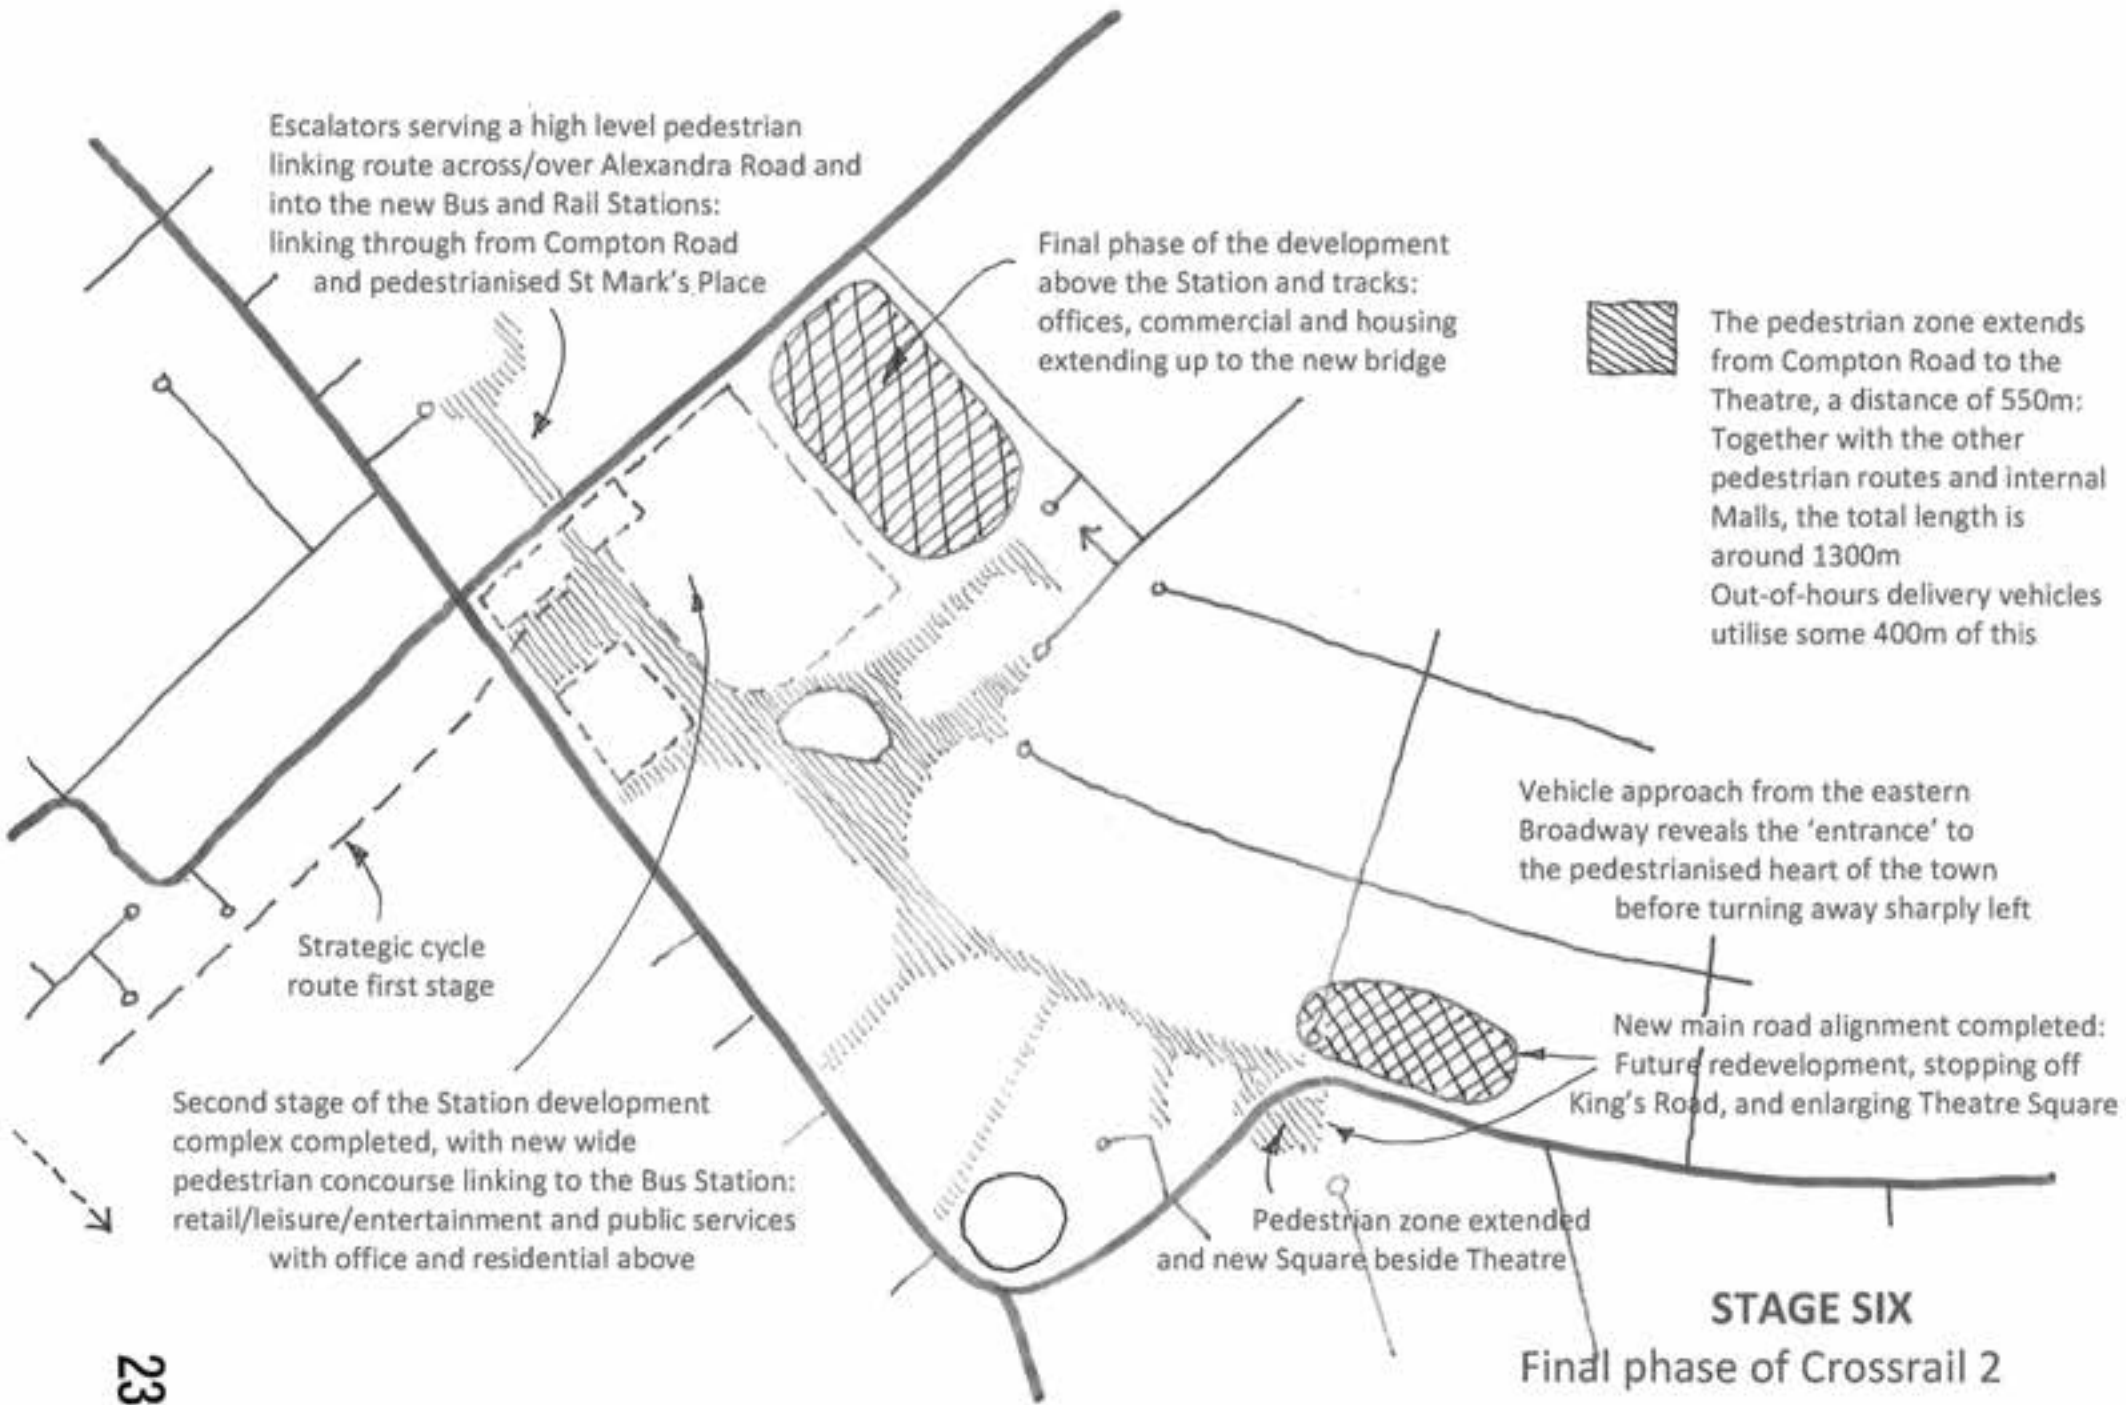 Escalators serving a high level pedestrian
linking route across/over Alexandra Road and
into the new Bus and Rail Stations:
linking through from Compton Road
and pedestrianised St Mark's Place
Final phase of the development
above the Station and tracks:
offices, commercial and housing
extending up to the new bridge
The pedestrian zone extends
from Compton Road to the
Theatre, a distance of 550m:
Together with the other
pedestrian routes and internal
Malls, the total length is
around 1300m
Out-of-hours delivery vehicles
utilise some 400m of this
Vehicle approach from the eastern
Broadway reveals the 'entrance' to
the pedestrianised heart of the town
before turning away sharply left
Strategic cycle
route first stage
New main road alignment completed:
Future redevelopment, stopping off
King's Road, and enlarging Theatre Square
Second stage of the Station development
complex completed, with new wide
pedestrian concourse linking to the Bus Station:
retail/leisure/entertainment and public services
with office and residential above
Pedestrian zone extended
and new Square beside Theatre
STAGE SIX
Final phase of Crossrail 2
23